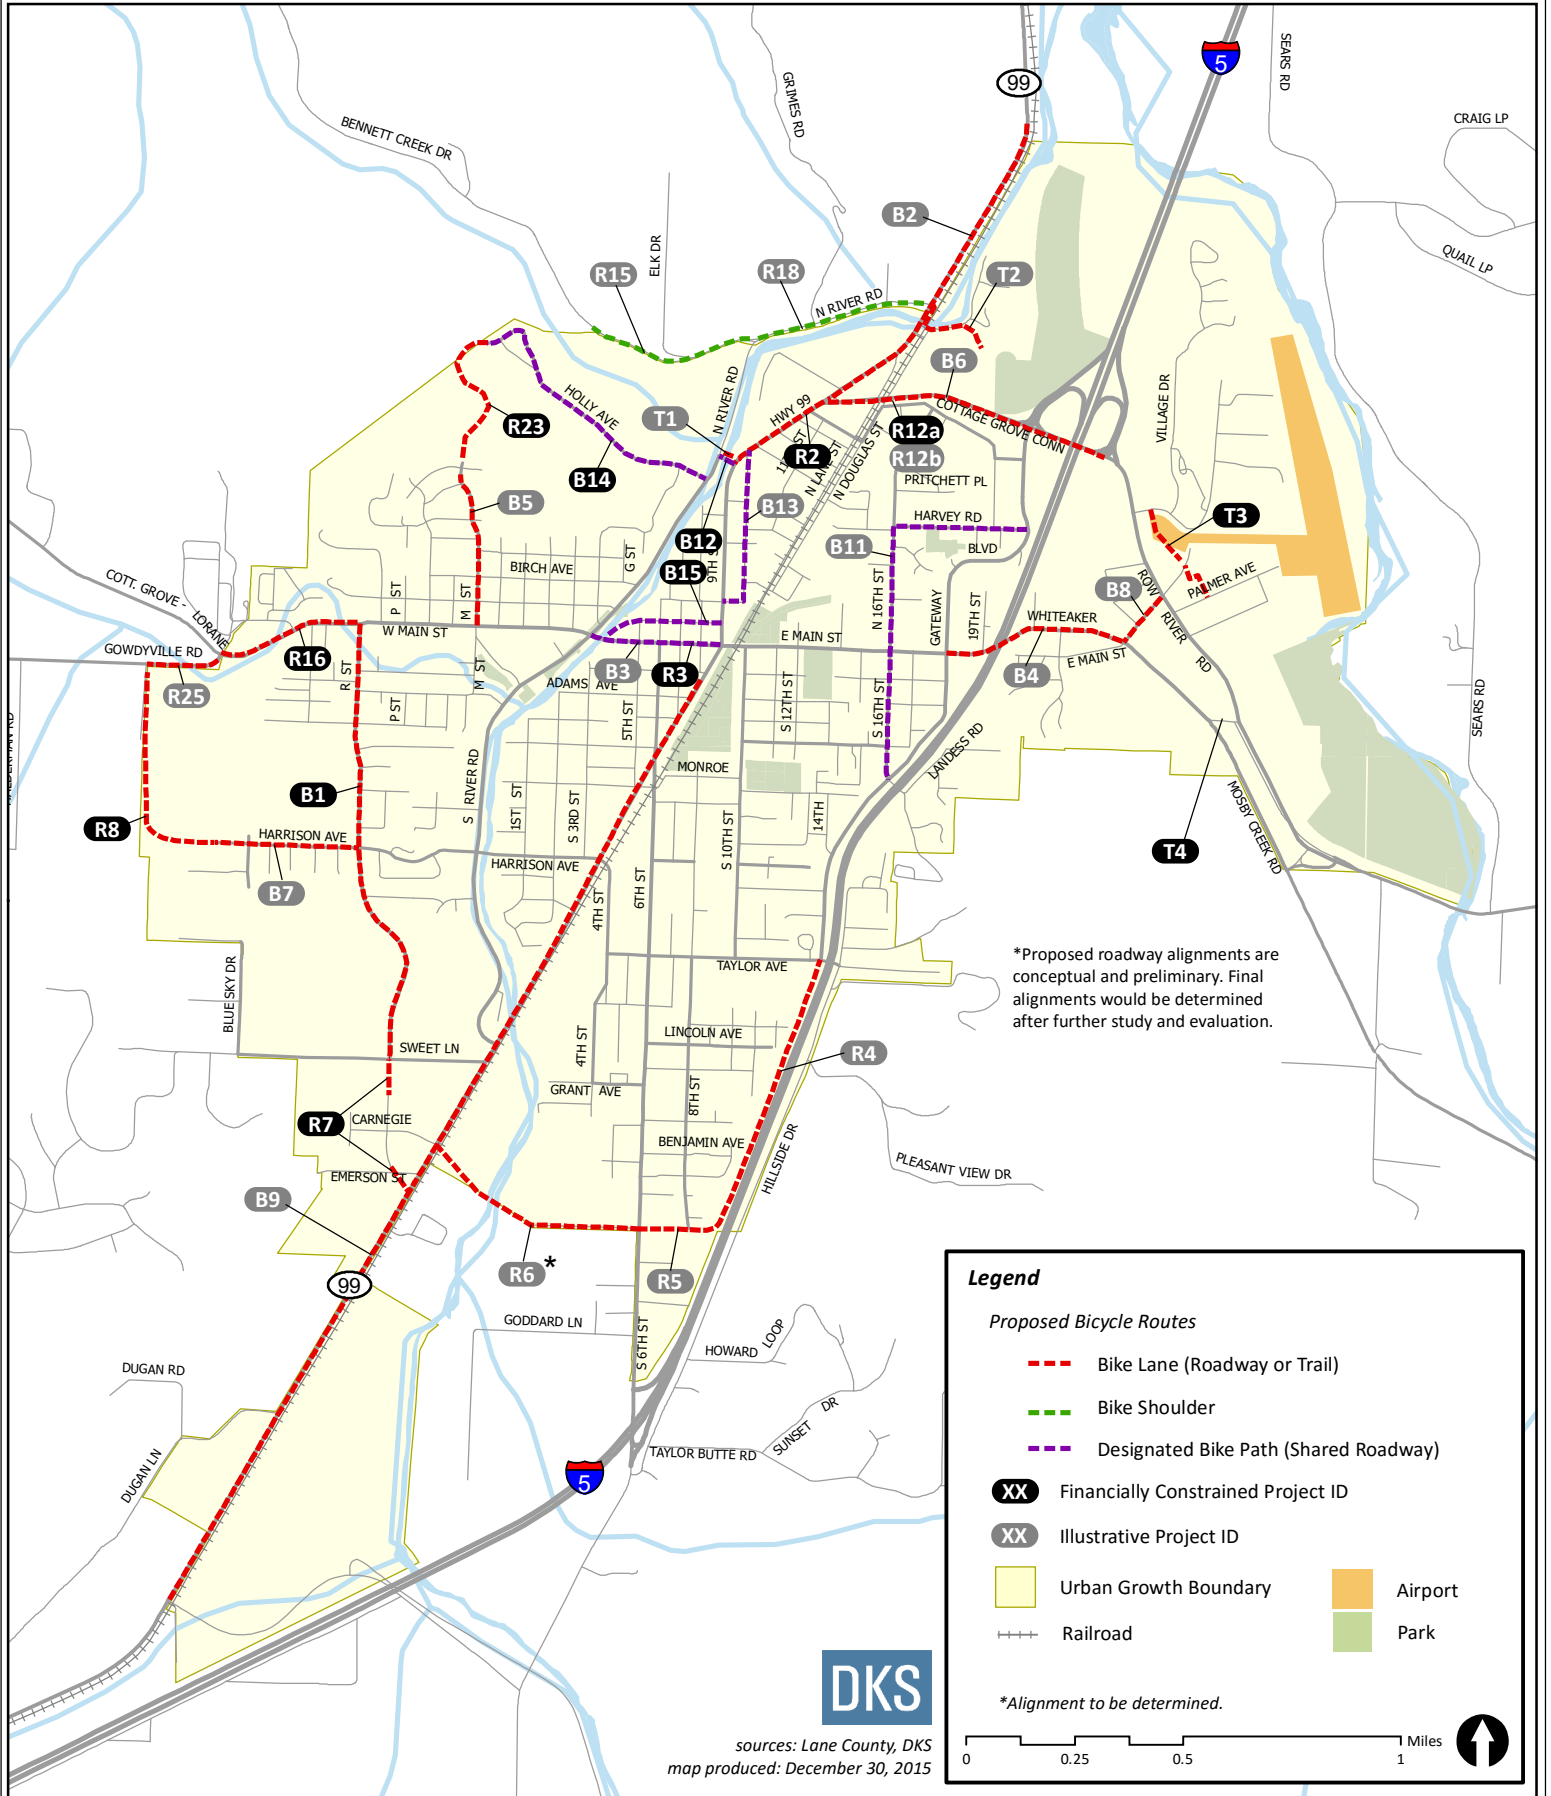 5
99
SEARS RD
CRAIG LP
GRIMES RD
BENNETT CREEK DR
B2
QUAIL LP
ELK DR
R15
R18
T2
N RIVER RD
B6
N RIVER RD
VILLAGE DR
HOLLY AVE
T1
HWY 99
COTTAGE GROVE CONN
R23
R12a
R2
R12b
N LANE ST
N DOUGLAS ST
B14
PRITCHETT PL
B5
B13
HARVEY RD
T3
B12
B11
BLVD
G ST
BIRCH AVE
B15
9TH ST
ROW RIVER RD
PALMER AVE
B8
COTT. GROVE - LORANE
P ST
M ST
N 16TH ST
GATEWAY
19TH ST
WHITEAKER
W MAIN ST
E MAIN ST
GOWDYVILLE RD
R16
R ST
M ST
B3
R3
E MAIN ST
B4
R25
ADAMS AVE
P ST
5TH ST
S 12TH ST
S 16TH ST
SEARS RD
LANDESS RD
S RIVER RD
MONROE
B1
1ST ST
S 3RD ST
14TH
MOSBY CREEK RD
R8
HARRISON AVE
S 10TH ST
T4
HARRISON AVE
B7
6TH ST
4TH ST
*Proposed roadway alignments are
conceptual and preliminary. Final
alignments would be determined
after further study and evaluation.
TAYLOR AVE
BLUE SKY DR
LINCOLN AVE
4TH ST
SWEET LN
R4
GRANT AVE
8TH ST
R7
CARNEGIE
BENJAMIN AVE
HILLSIDE DR
PLEASANT VIEW DR
EMERSON ST
B9
R6*
R5
99
GODDARD LN
S 6TH ST
HOWARD LOOP
DUGAN RD
SUNSET DR
TAYLOR BUTTE RD
DUGAN LN
5
Legend
Proposed Bicycle Routes
Bike Lane (Roadway or Trail)
Bike Shoulder
Designated Bike Path (Shared Roadway)
XX Financially Constrained Project ID
XX Illustrative Project ID
Urban Growth Boundary
Airport
Railroad
Park
*Alignment to be determined.
Miles
0 0.25 0.5 1
DKS
sources: Lane County, DKS
map produced: December 30, 2015